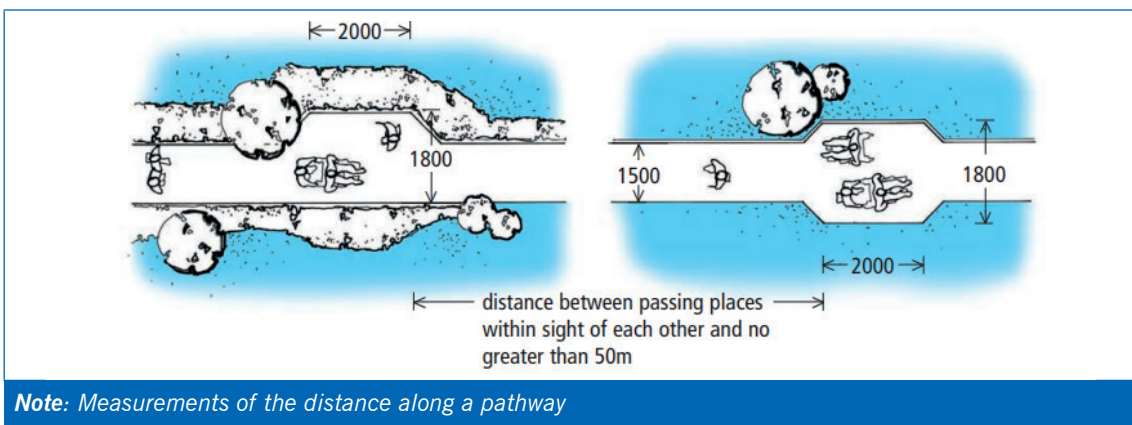 2000
1800
1500
1800
2000
distance between passing places
within sight of each other and no
greater than 50m
Note: Measurements of the distance along a pathway